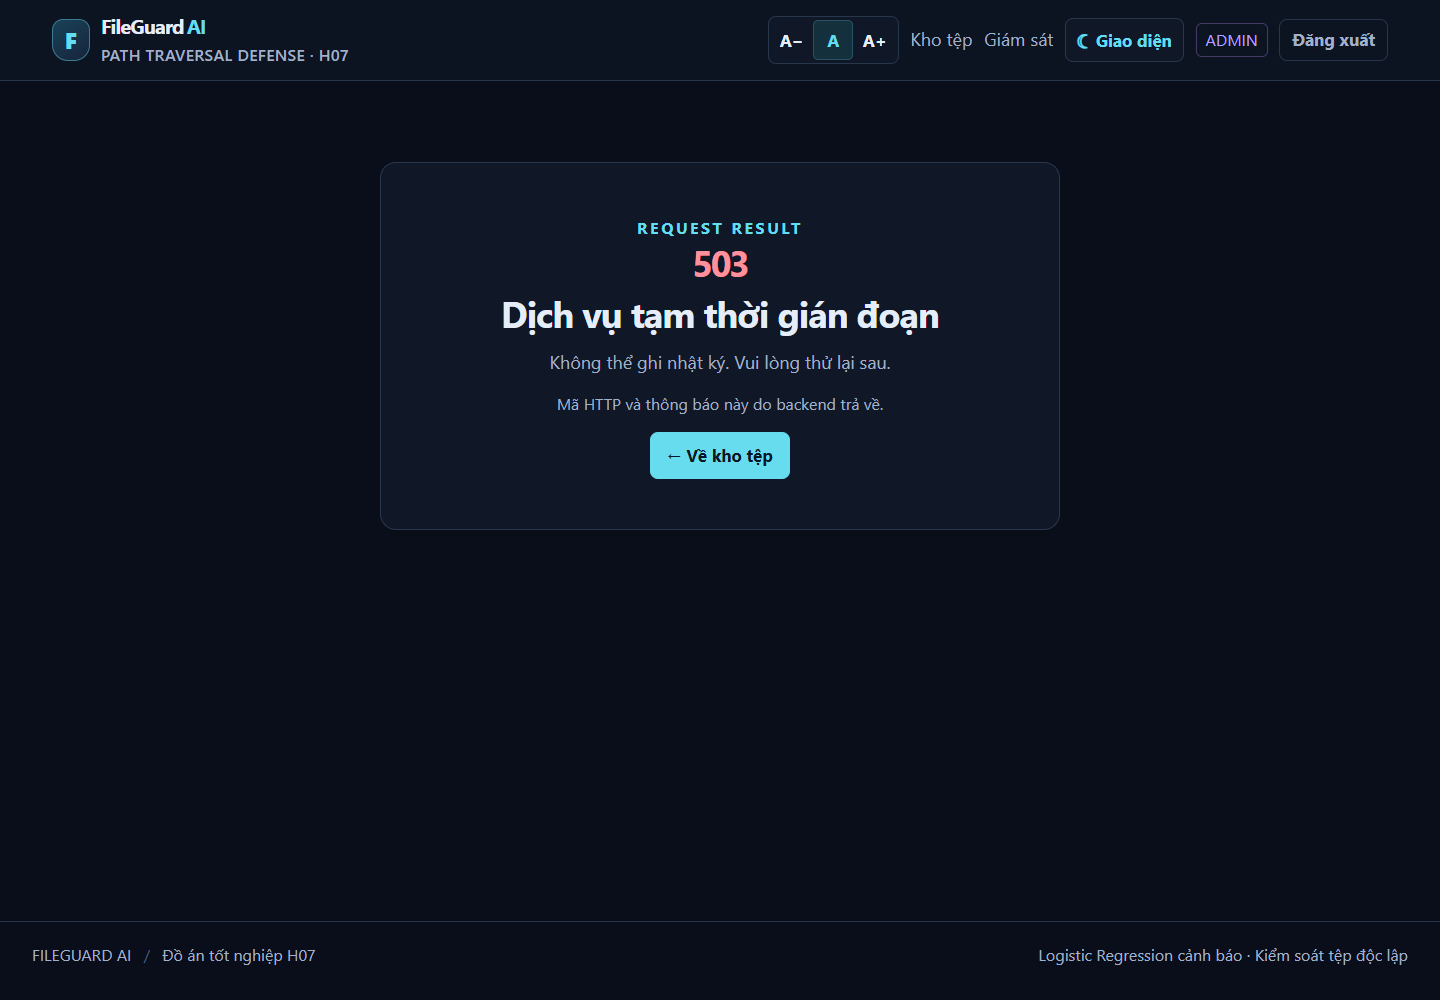 F
FileGuard AI
PATH TRAVERSAL DEFENSE · H07
A− A A+ Kho tệp Giám sát ☾ Giao diện ADMIN Đăng xuất
REQUEST RESULT
503
Dịch vụ tạm thời gián đoạn
Không thể ghi nhật ký. Vui lòng thử lại sau.
Mã HTTP và thông báo này do backend trả về.
← Về kho tệp
FILEGUARD AI / Đồ án tốt nghiệp H07
Logistic Regression cảnh báo · Kiểm soát tệp độc lập